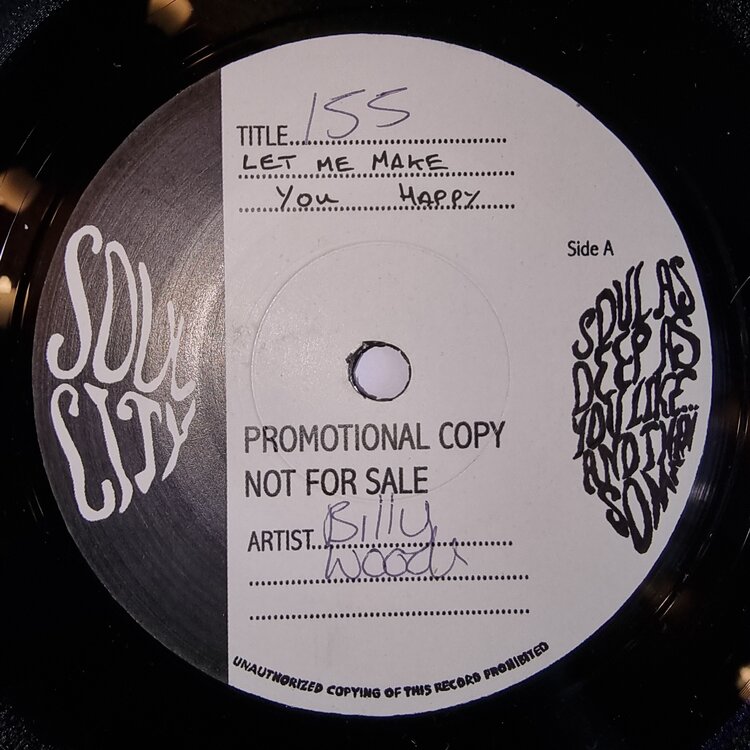 SOUL
CITY
TITLE......155......
LET ME MAKE
YOU HAPPY
Side A
SOUL AS
DEEP AS
YOU LIKE...
AND THEN
SOME
PROMOTIONAL COPY
NOT FOR SALE
ARTIST...Billy......
Woods
UNAUTHORIZED COPYING OF THIS RECORD PROHIBITED